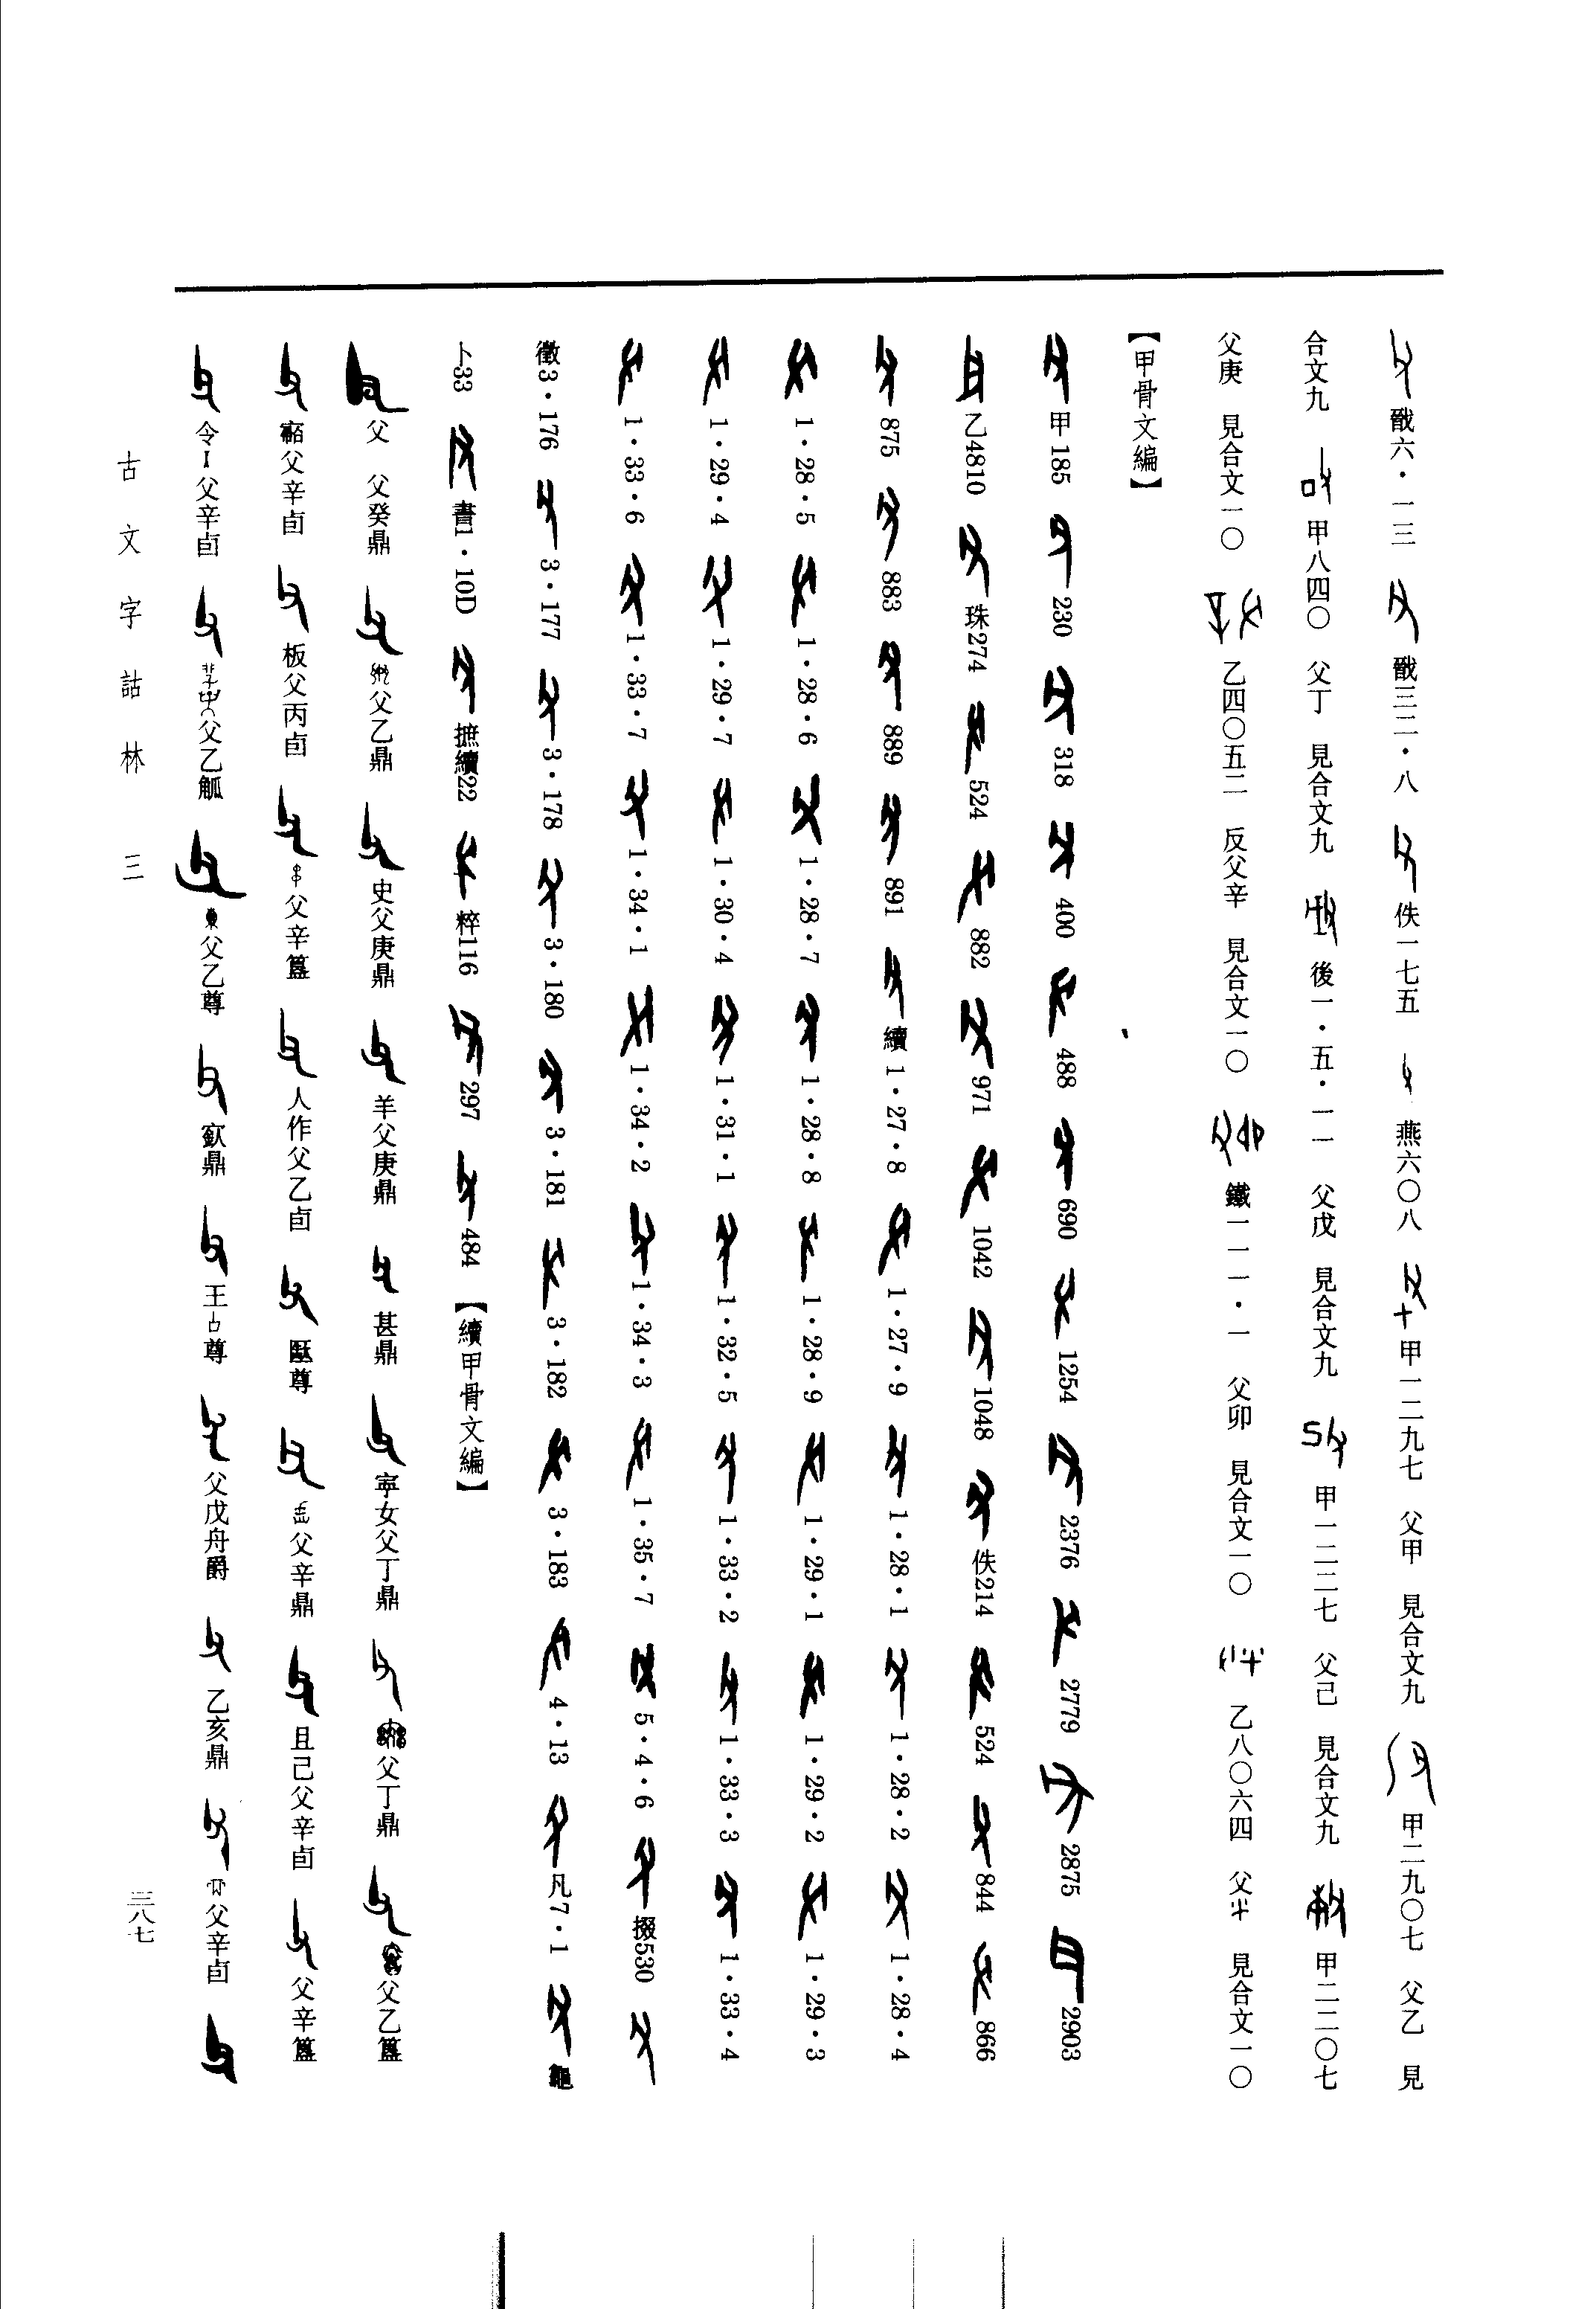 戩六·一三 戩三二·八 佚一七五 燕六〇八 甲一二九七 父甲 見合文九 甲二九〇七 父乙 見
合文九 甲八四〇 父丁 見合文九 後一·五·一一 父戊 見合文九 甲一二二七 父己 見合文九 甲二二〇七
父庚 見合文一〇 乙四〇五二 反父辛 見合文一〇 鐵一一一·一 父卯 見合文一〇 乙八〇六四 父 見合文一〇
【甲骨文編】
甲185 230 318 400 488 690 1254 2376 2779 2875 2903
乙4810 珠274 524 882 971 1042 1048 佚214 524 844 866
875 883 889 891 續1·27·8 1·27·9 1·28·1 1·28·2 1·28·4
1·28·5 1·28·6 1·28·7 1·28·8 1·28·9 1·29·1 1·29·2 1·29·3
1·29·4 1·29·7 1·30·4 1·31·1 1·32·5 1·33·2 1·33·3 1·33·4
1·33·6 1·33·7 1·34·1 1·34·2 1·34·3 1·35·7 5·4·6 掇530
徵3·176 3·177 3·178 3·180 3·181 3·182 3·183 4·13 凡7·1 龜
卜33 書1·10D 摭續22 粹116 297 484 【續甲骨文編】
父 父癸鼎 父乙鼎 史父庚鼎 羊父庚鼎 甚鼎 寧女父丁鼎 父丁鼎 父乙簋
父辛卣 板父丙卣 父辛簋 人作父乙卣 尊 父辛鼎 且己父辛卣 父辛簋
令 父辛卣 父乙觚 父乙尊 鼎 王占尊 父戊舟爵 乙亥鼎 父辛卣
古文字詁林 三
三八七